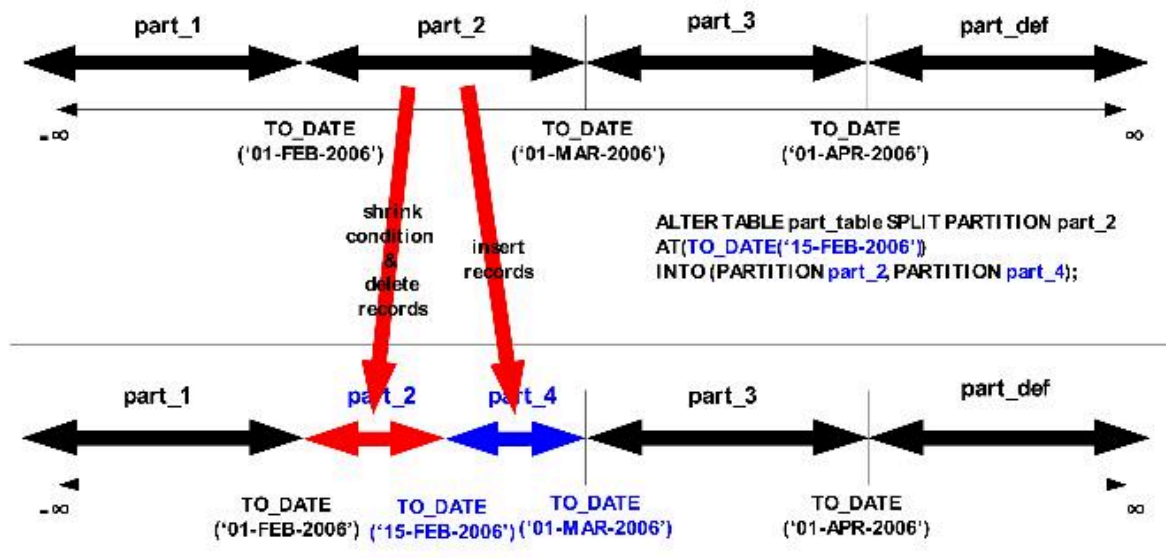 part_1 part_2 part_3 part_def
-∞ TO_DATE TO_DATE TO_DATE ∞
(‘01-FEB-2006’) (‘01-MAR-2006’) (‘01-APR-2006’)
shrink
condition
&
delete
records
insert
records
ALTER TABLE part_table SPLIT PARTITION part_2
AT(TO_DATE(‘15-FEB-2006’))
INTO (PARTITION part_2, PARTITION part_4);
part_1 part_2 part_4 part_3 part_def
-∞ TO_DATE TO_DATE TO_DATE TO_DATE ∞
(‘01-FEB-2006’) (‘15-FEB-2006’) (‘01-MAR-2006’) (‘01-APR-2006’)